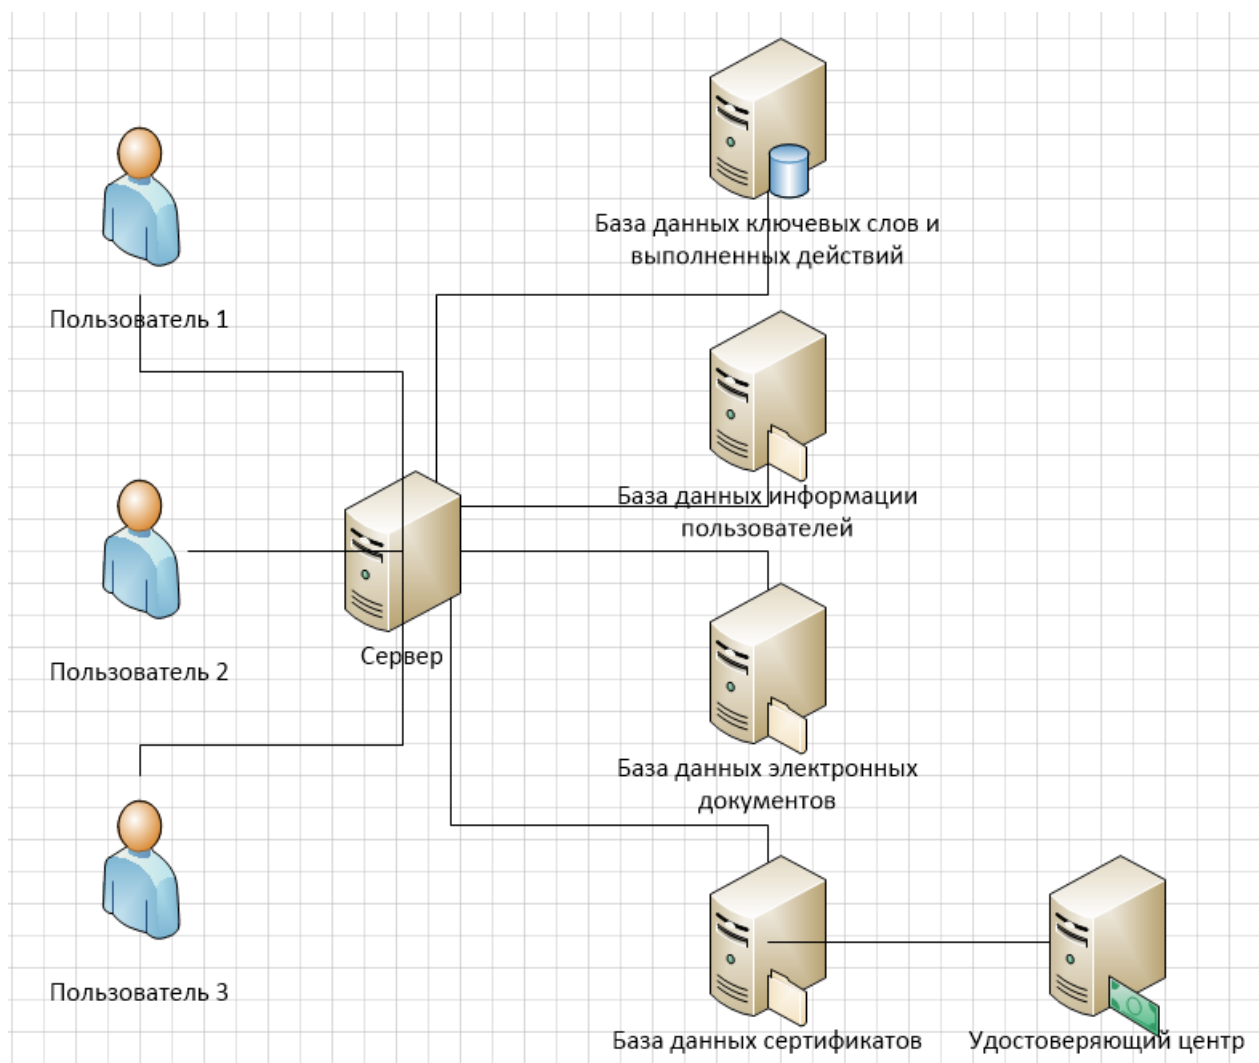 База данных ключевых слов и
выполненных действий
Пользователь 1
База данных информации
пользователей
Пользователь 2
Сервер
База данных электронных
документов
Пользователь 3
База данных сертификатов
Удостоверяющий центр